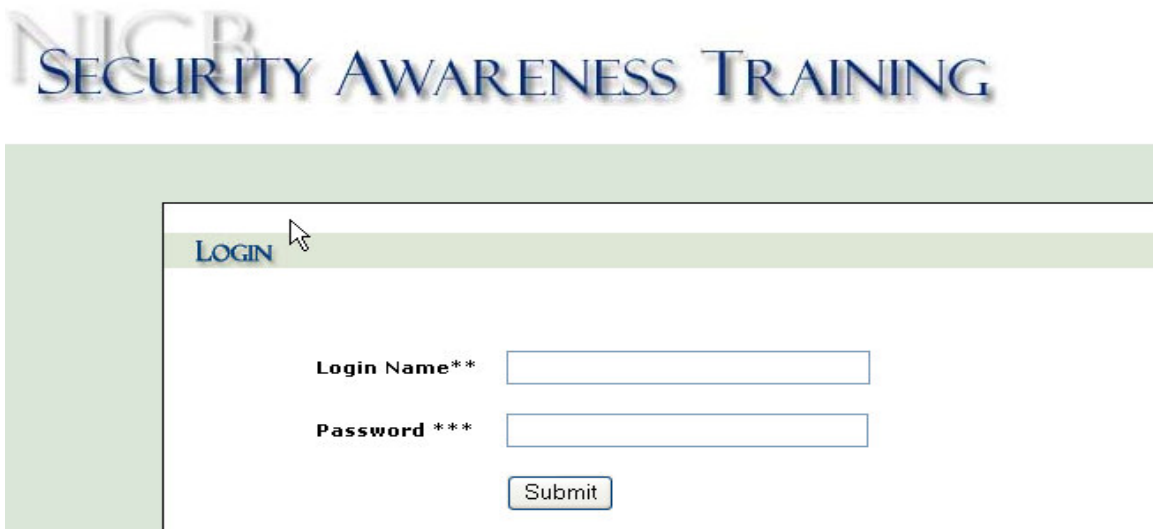 NICB
SECURITY AWARENESS TRAINING
LOGIN
Login Name**
Password ***
Submit